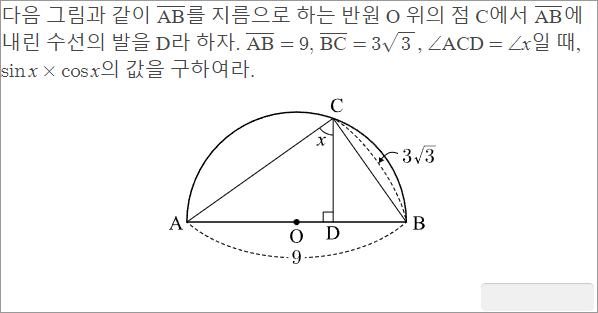 다음 그림과 같이 AB를 지름으로 하는 반원 O 위의 점 C에서 AB에
내린 수선의 발을 D라 하자. AB = 9, BC = 3√3, ∠ACD = ∠x일 때,
sin x × cos x의 값을 구하여라.
C
x
3√3
A
O
D
B
9